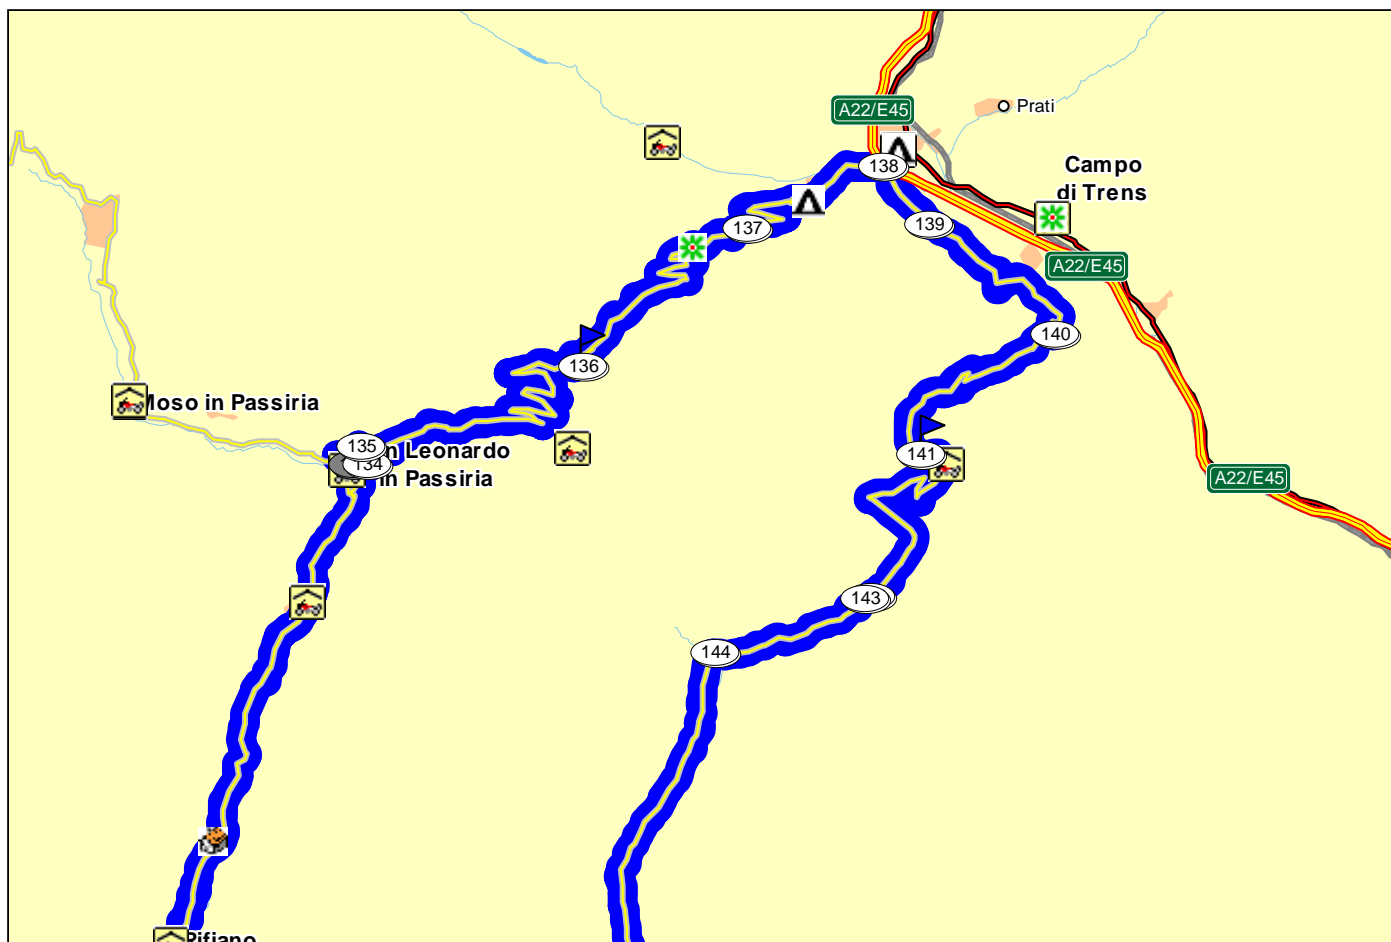 A22/E45
Prati
138
Campo
di Trens
139
137
A22/E45
140
136
Moso in Passiria
135
n Leonardo
134
in Passiria
141
A22/E45
143
144
Rifiano